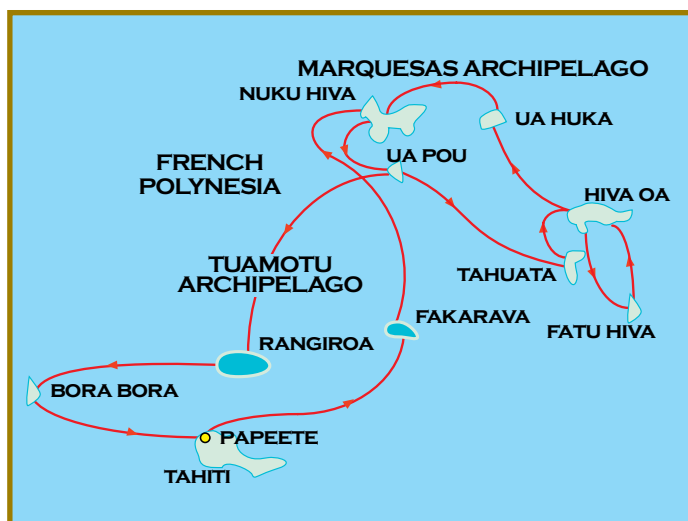 MARQUESAS ARCHIPELAGO
NUKU HIVA
UA HUKA
UA POU
FRENCH
POLYNESIA
HIVA OA
TUAMOTU
ARCHIPELAGO
TAHUATA
FAKARAVA
FATU HIVA
RANGIROA
BORA BORA
PAPEETE
TAHITI